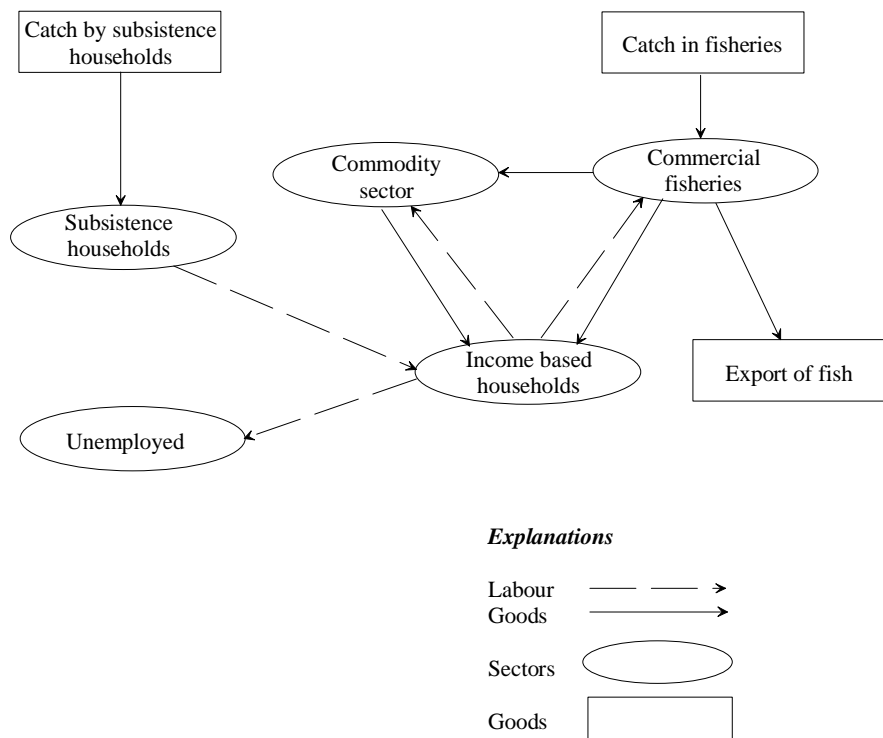 Catch by subsistence
households
Catch in fisheries
Commodity
sector
Commercial
fisheries
Subsistence
households
Income based
households
Export of fish
Unemployed
Explanations
Labour
Goods
Sectors
Goods